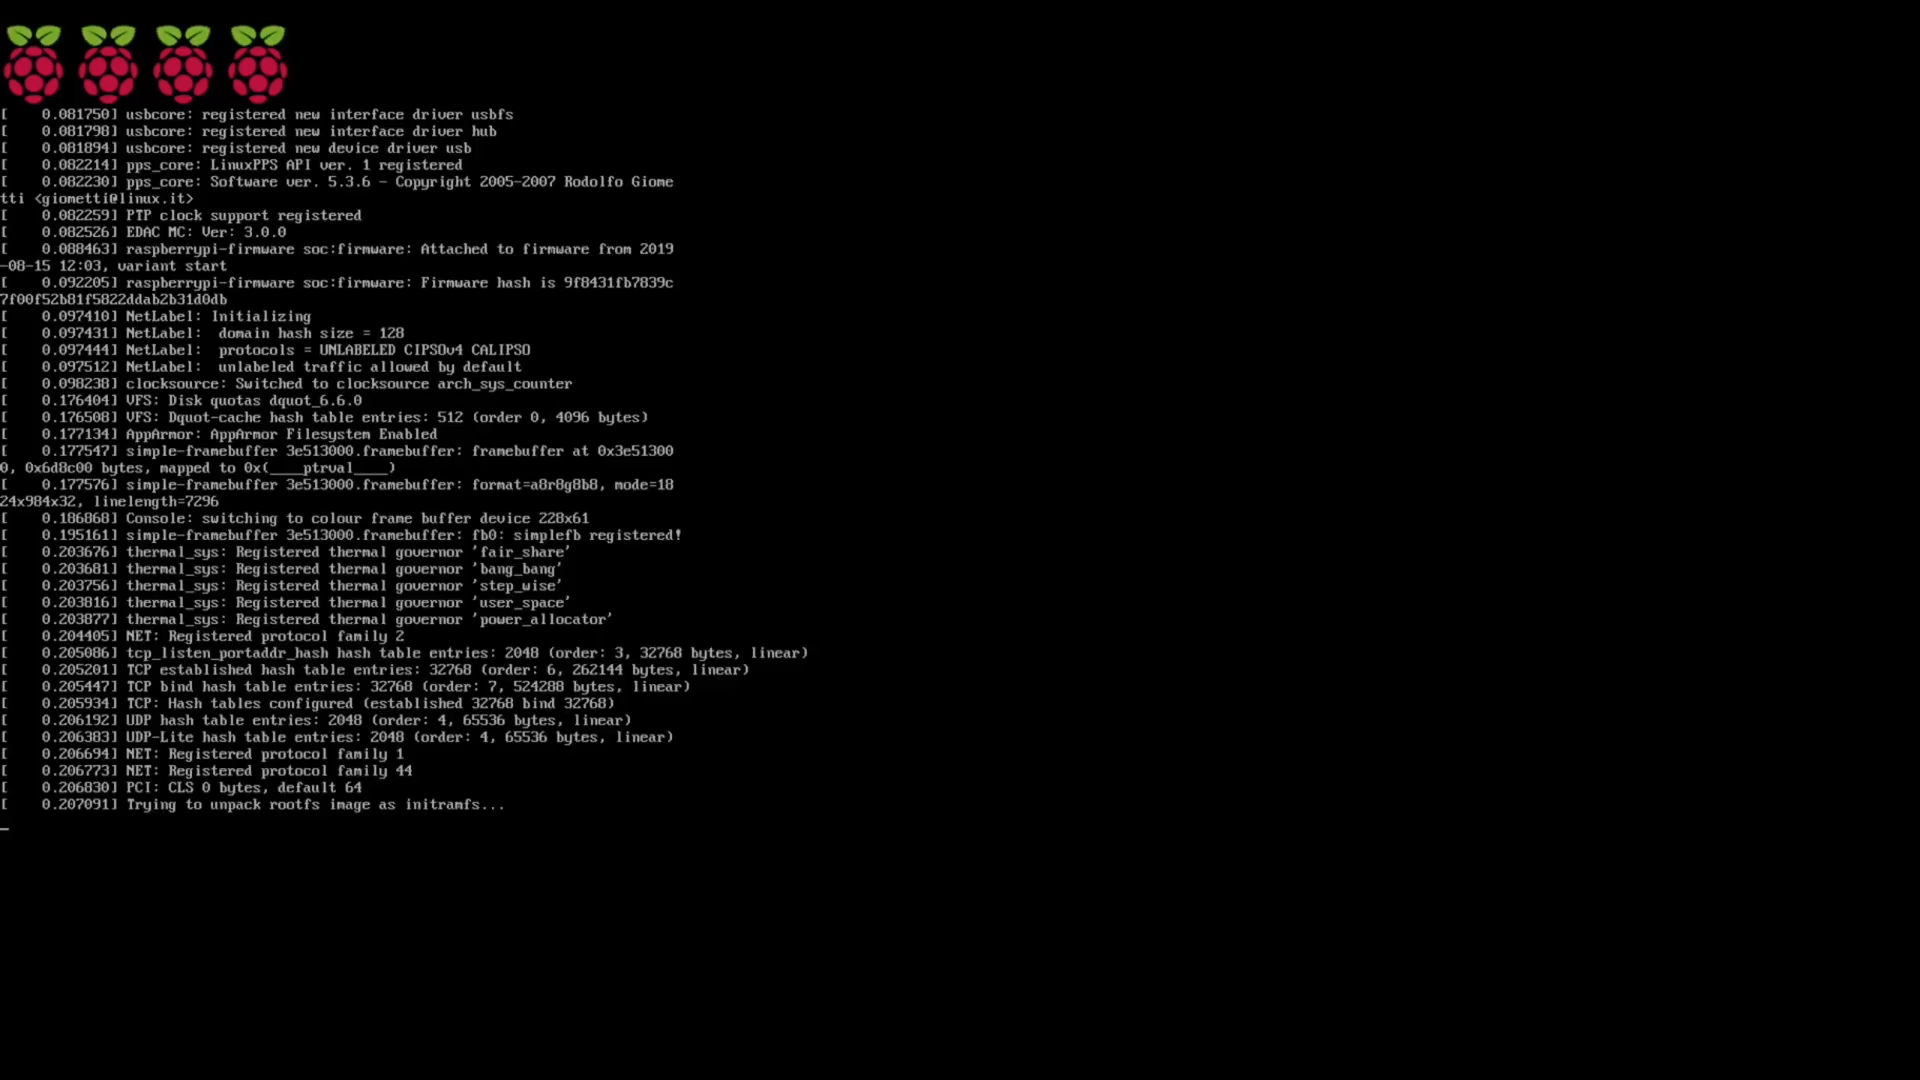 [    0.081750] usbcore: registered new interface driver usbfs
[    0.081798] usbcore: registered new interface driver hub
[    0.081894] usbcore: registered new device driver usb
[    0.082214] pps_core: LinuxPPS API ver. 1 registered
[    0.082230] pps_core: Software ver. 5.3.6 - Copyright 2005-2007 Rodolfo Giome
tti <giometti@linux.it>
[    0.082259] PTP clock support registered
[    0.082526] EDAC MC: Ver: 3.0.0
[    0.088463] raspberrypi-firmware soc:firmware: Attached to firmware from 2019
-08-15 12:03, variant start
[    0.092205] raspberrypi-firmware soc:firmware: Firmware hash is 9f8431fb7839c
7f00f52b81f5822ddab2b31d0db
[    0.097410] NetLabel: Initializing
[    0.097431] NetLabel:  domain hash size = 128
[    0.097444] NetLabel:  protocols = UNLABELED CIPSOv4 CALIPSO
[    0.097512] NetLabel:  unlabeled traffic allowed by default
[    0.098238] clocksource: Switched to clocksource arch_sys_counter
[    0.176404] VFS: Disk quotas dquot_6.6.0
[    0.176508] VFS: Dquot-cache hash table entries: 512 (order 0, 4096 bytes)
[    0.177134] AppArmor: AppArmor Filesystem Enabled
[    0.177547] simple-framebuffer 3e513000.framebuffer: framebuffer at 0x3e51300
0, 0x6d8c00 bytes, mapped to 0x(____ptrval____)
[    0.177576] simple-framebuffer 3e513000.framebuffer: format=a8r8g8b8, mode=18
24x984x32, linelength=7296
[    0.186868] Console: switching to colour frame buffer device 228x61
[    0.195161] simple-framebuffer 3e513000.framebuffer: fb0: simplefb registered!
[    0.203676] thermal_sys: Registered thermal governor 'fair_share'
[    0.203681] thermal_sys: Registered thermal governor 'bang_bang'
[    0.203756] thermal_sys: Registered thermal governor 'step_wise'
[    0.203816] thermal_sys: Registered thermal governor 'user_space'
[    0.203877] thermal_sys: Registered thermal governor 'power_allocator'
[    0.204405] NET: Registered protocol family 2
[    0.205086] tcp_listen_portaddr_hash hash table entries: 2048 (order: 3, 32768 bytes, linear)
[    0.205201] TCP established hash table entries: 32768 (order: 6, 262144 bytes, linear)
[    0.205447] TCP bind hash table entries: 32768 (order: 7, 524288 bytes, linear)
[    0.205934] TCP: Hash tables configured (established 32768 bind 32768)
[    0.206192] UDP hash table entries: 2048 (order: 4, 65536 bytes, linear)
[    0.206383] UDP-Lite hash table entries: 2048 (order: 4, 65536 bytes, linear)
[    0.206694] NET: Registered protocol family 1
[    0.206773] NET: Registered protocol family 44
[    0.206830] PCI: CLS 0 bytes, default 64
[    0.207091] Trying to unpack rootfs image as initramfs...
_